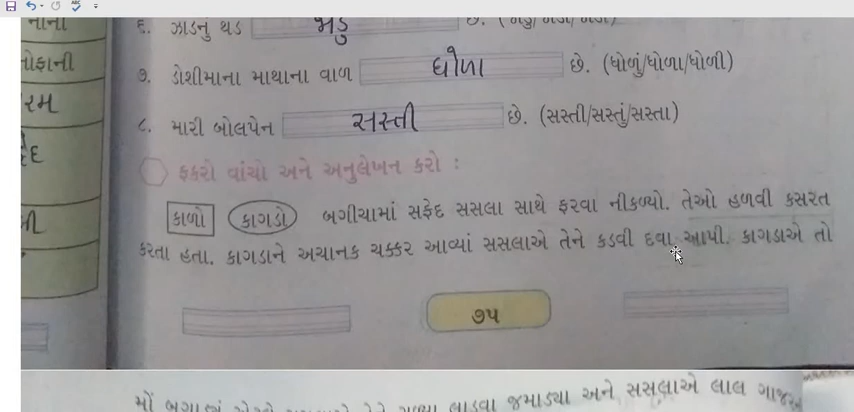 નાના
૬. ઝાડનું થડ જાડું છે.
તોફાની
૭. ડોશીમાના માથાના વાળ ધોળા છે. (ધોળું/ધોળા/ધોળી)
૮. મારી બોલપેન સસ્તી છે. (સસ્તી/સસ્તું/સસ્તા)
ફકરો વાંચો અને અનુલેખન કરો :
કાળો કાગડો બગીચામાં સફેદ સસલા સાથે ફરવા નીકળ્યો. તેઓ હળવી કસરત
કરતા હતા. કાગડાને અચાનક ચક્કર આવ્યાં સસલાએ તેને કડવી દવા આપી. કાગડાએ તો
૭૫
મોં લાડવા જમાડ્યા અને સસલાએ લાલ